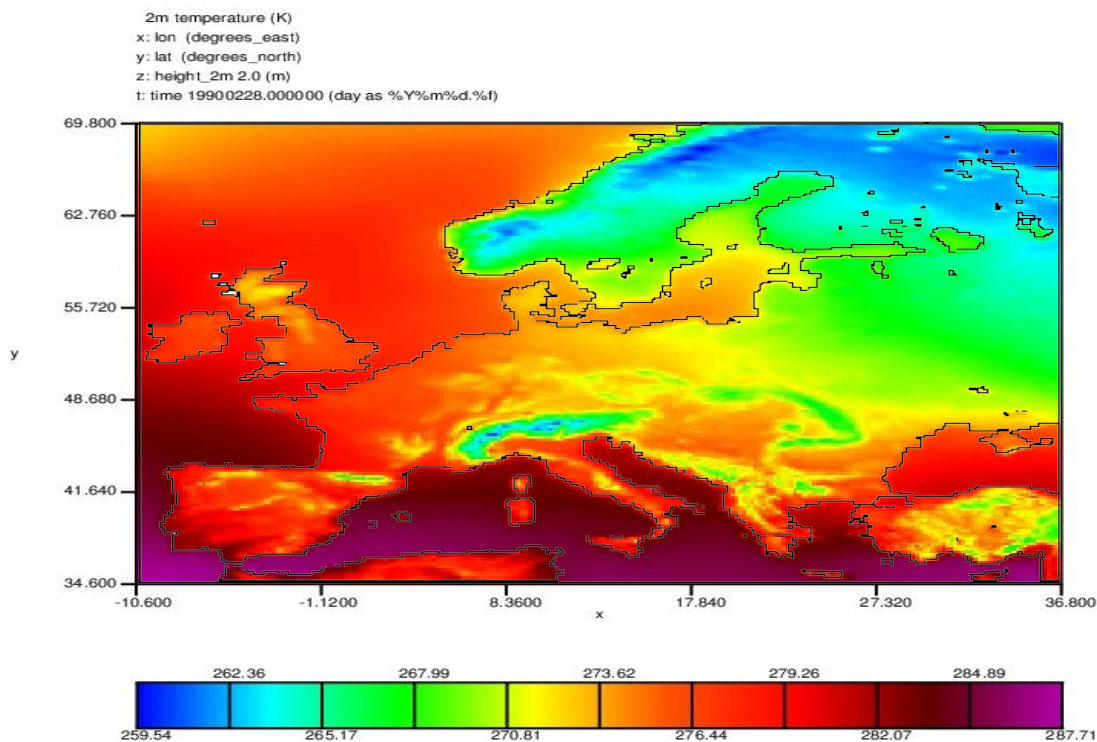 2m temperature (K)
x: lon (degrees_east)
y: lat (degrees_north)
z: height_2m 2.0 (m)
t: time 19900228.000000 (day as %Y%m%d.%f)
69.800
62.760
55.720
y
48.680
41.640
34.600
-10.600 -1.1200 8.3600 17.840 27.320 36.800
x
262.36 267.99 273.62 279.26 284.89
259.54 265.17 270.81 276.44 282.07 287.71